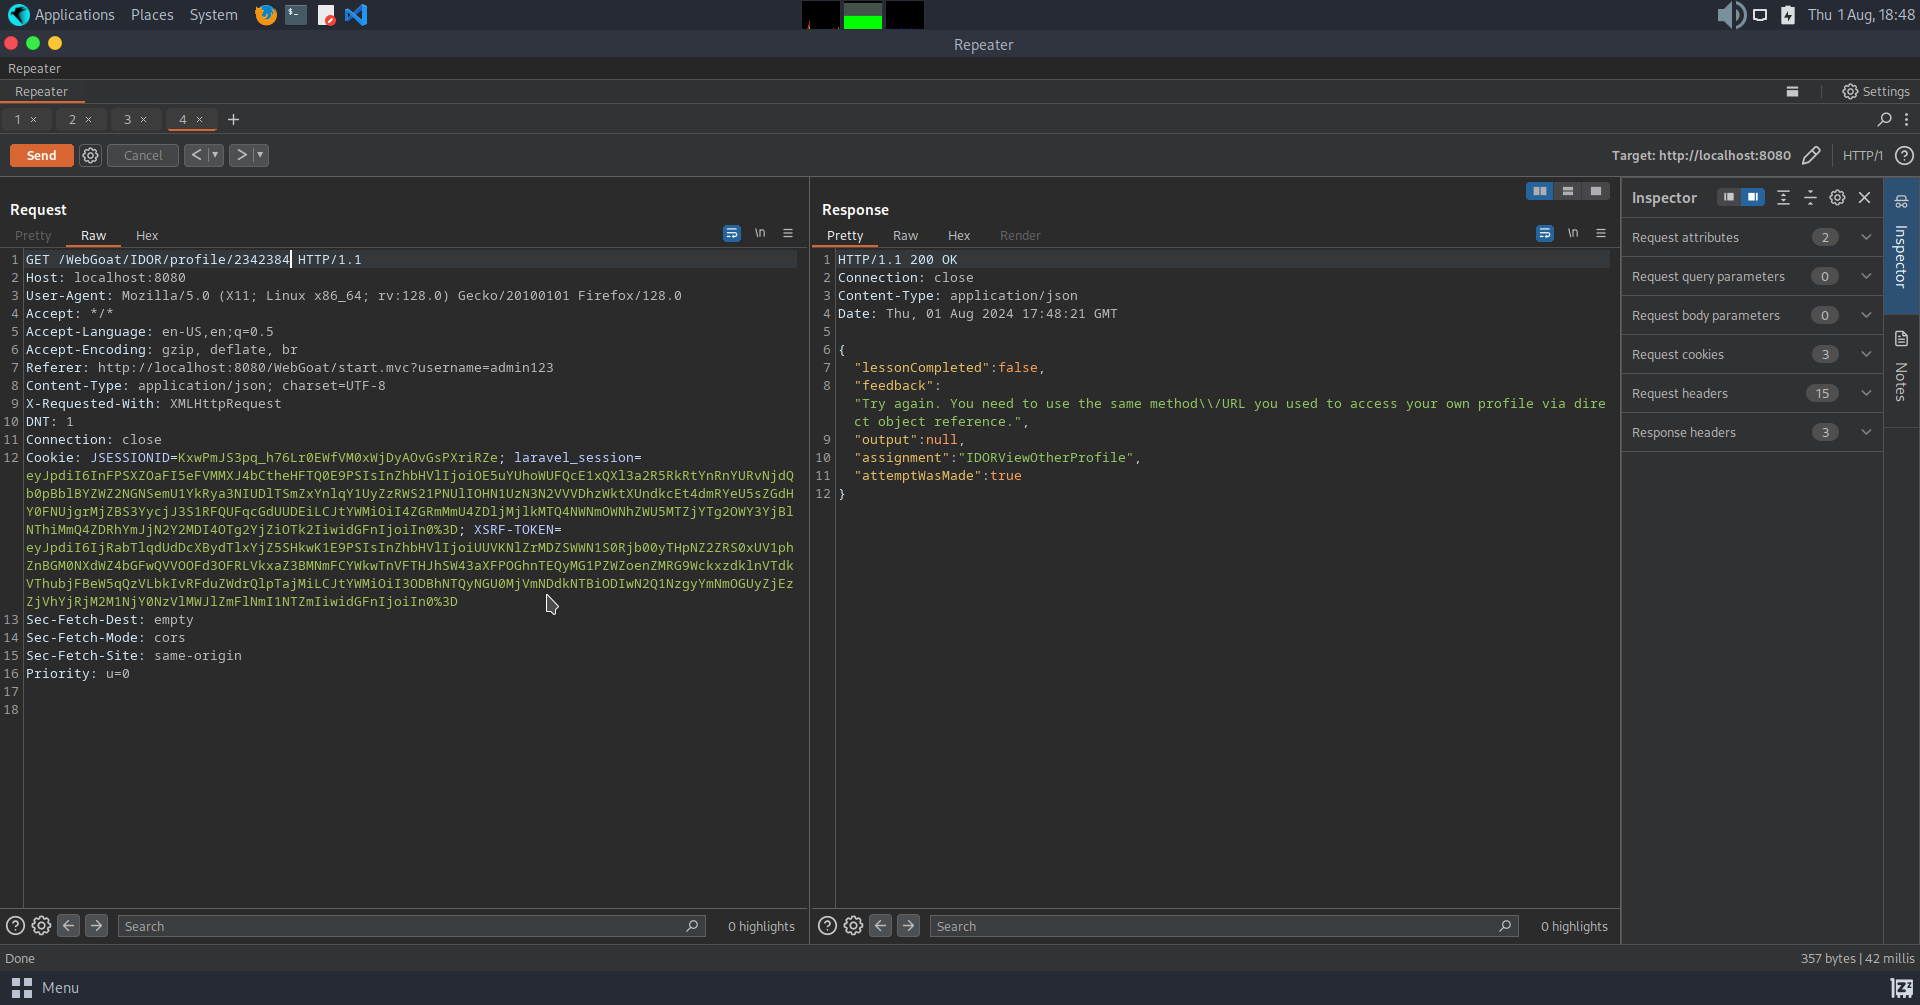 Applications Places System Thu 1 Aug, 18:48
Repeater
Repeater
Repeater Settings
1 × 2 × 3 × 4 × +
Send Cancel < > Target: http://localhost:8080 HTTP/1
Request
Pretty Raw Hex \n
1 GET /WebGoat/IDOR/profile/2342384 HTTP/1.1
2 Host: localhost:8080
3 User-Agent: Mozilla/5.0 (X11; Linux x86_64; rv:128.0) Gecko/20100101 Firefox/128.0
4 Accept: */*
5 Accept-Language: en-US,en;q=0.5
6 Accept-Encoding: gzip, deflate, br
7 Referer: http://localhost:8080/WebGoat/start.mvc?username=admin123
8 Content-Type: application/json; charset=UTF-8
9 X-Requested-With: XMLHttpRequest
10 DNT: 1
11 Connection: close
12 Cookie: JSESSIONID=KxwPmJS3pq_h76Lr0EWfVM0xWjDyAOvGsPXriRZe; laravel_session=
eyJpdiI6InFPSXZOaFI5eFVMMXJ4bCtheHFTQ0E9PSIsInZhbHVlIjoiOE5uYUhoWUFQcE1xQXl3a2R5RkRtYnRnYURvNjdQ
b0pBblBYZWZ2NGNSemU1YkRya3NIUDlTSmZxYnlqY1UyZzRWS21PNUlIOHN1UzN3N2VVVDhzWktXUndkcEt4dmRYeU5sZGdH
Y0FNUjgrMjZBS3YycjJ3S1RFQUFqcGdUUDEiLCJtYWMiOiI4ZGRmMmU4ZDljMjlkMTQ4NWNmOWNhZWU5MTZjYTg2OWY3YjBl
NThiMmQ4ZDRhYmJjN2Y2MDI4OTg2YjZiOTk2IiwidGFnIjoiIn0%3D; XSRF-TOKEN=
eyJpdiI6IjRabTlqdUdDcXBydTlxYjZ5SHkwK1E9PSIsInZhbHVlIjoiUUVKNlZrMDZSWWN1S0Rjb00yTHpNZ2ZRS0xUV1ph
ZnBGM0NXdWZ4bGFwQVVOOFd3OFRLVkxaZ3BMNmFCYWkwTnVFTHJhSW43aXFPOGhnTEQyMG1PZWZoenZMRG9Wckxzdk​lnVTdk
VThubjFBeW5qQzVLbkIvRFduZWdrQlpTajMiLCJtYWMiOiI3ODBhNTQyNGU0MjVmNDdkNTBiODIwN2Q1NzgyYmNmOGUyZjEz
ZjVhYjRjM2M1NjY0NzVlMWJlZmFlNmI1NTZmIiwidGFnIjoiIn0%3D
13 Sec-Fetch-Dest: empty
14 Sec-Fetch-Mode: cors
15 Sec-Fetch-Site: same-origin
16 Priority: u=0
17
18
Search 0 highlights
Response
Pretty Raw Hex Render \n
1 HTTP/1.1 200 OK
2 Connection: close
3 Content-Type: application/json
4 Date: Thu, 01 Aug 2024 17:48:21 GMT
5
6 {
7 "lessonCompleted":false,
8 "feedback":
"Try again. You need to use the same method\\/URL you used to access your own profile via dire
ct object reference.",
9 "output":null,
10 "assignment":"IDORViewOtherProfile",
11 "attemptWasMade":true
12 }
Search 0 highlights
Inspector
Request attributes 2
Request query parameters 0
Request body parameters 0
Request cookies 3
Request headers 15
Response headers 3
Inspector
Notes
Done 357 bytes | 42 millis
Menu